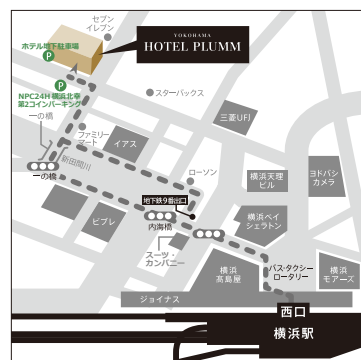 セブン
イレブン
YOKOHAMA
HOTEL PLUMM
ホテル地下駐車場
P
P
NPC24H 横浜北幸
第2コインパーキング
スターバックス
一の橋
ファミリー
マート
三菱UFJ
イアス
新田間川
ローソン
一の橋
横浜天理
ビル
ヨドバシ
カメラ
地下鉄9番出口
ビブレ
内海橋
横浜ベイ
シェラトン
スーツ・
カンパニー
バス・タクシー
ロータリー
横浜
高島屋
横浜
モアーズ
ジョイナス
西口
横浜駅